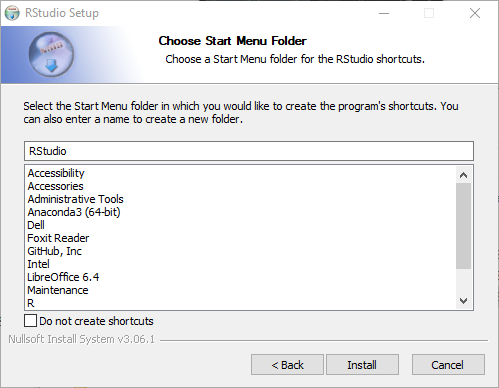 RStudio Setup
Choose Start Menu Folder
Choose a Start Menu folder for the RStudio shortcuts.
Select the Start Menu folder in which you would like to create the program's shortcuts. You
can also enter a name to create a new folder.
RStudio
Accessibility
Accessories
Administrative Tools
Anaconda3 (64-bit)
Dell
Foxit Reader
GitHub, Inc
Intel
LibreOffice 6.4
Maintenance
R
Do not create shortcuts
Nullsoft Install System v3.06.1
< Back
Install
Cancel